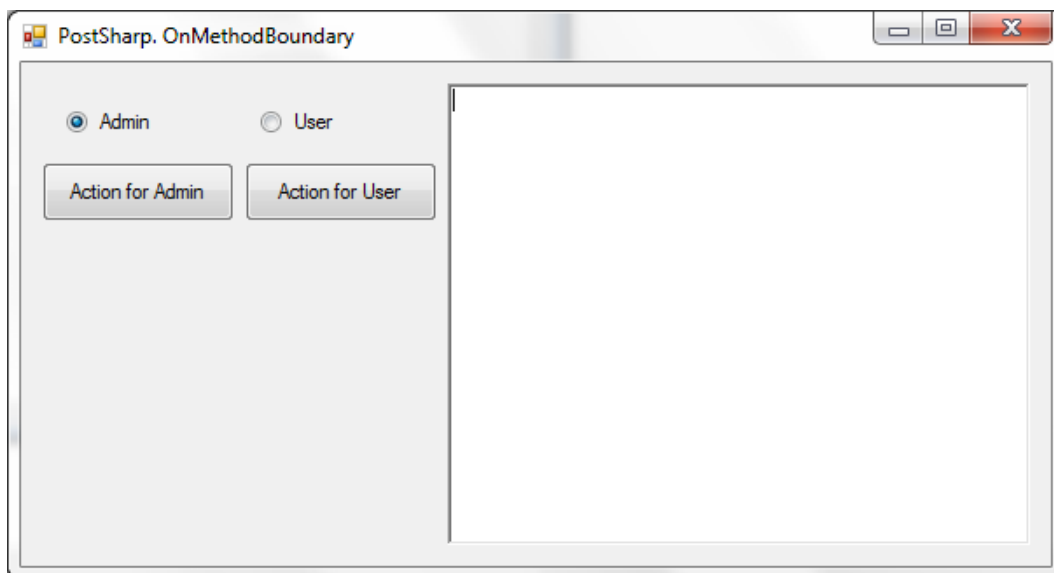 PostSharp. OnMethodBoundary
Admin User
Action for Admin Action for User